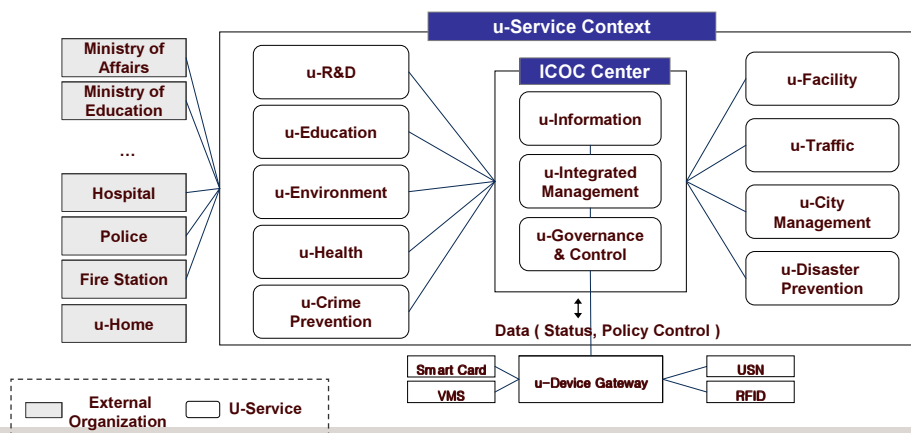 u-Service Context
Ministry of
Affairs
Ministry of
Education
...
Hospital
Police
Fire Station
u-Home
u-R&D
u-Education
u-Environment
u-Health
u-Crime
Prevention
ICOC Center
u-Information
u-Integrated
Management
u-Governance
& Control
u-Facility
u-Traffic
u-City
Management
u-Disaster
Prevention
Data ( Status, Policy Control )
Smart Card
VMS
u-Device Gateway
USN
RFID
External
Organization
U-Service